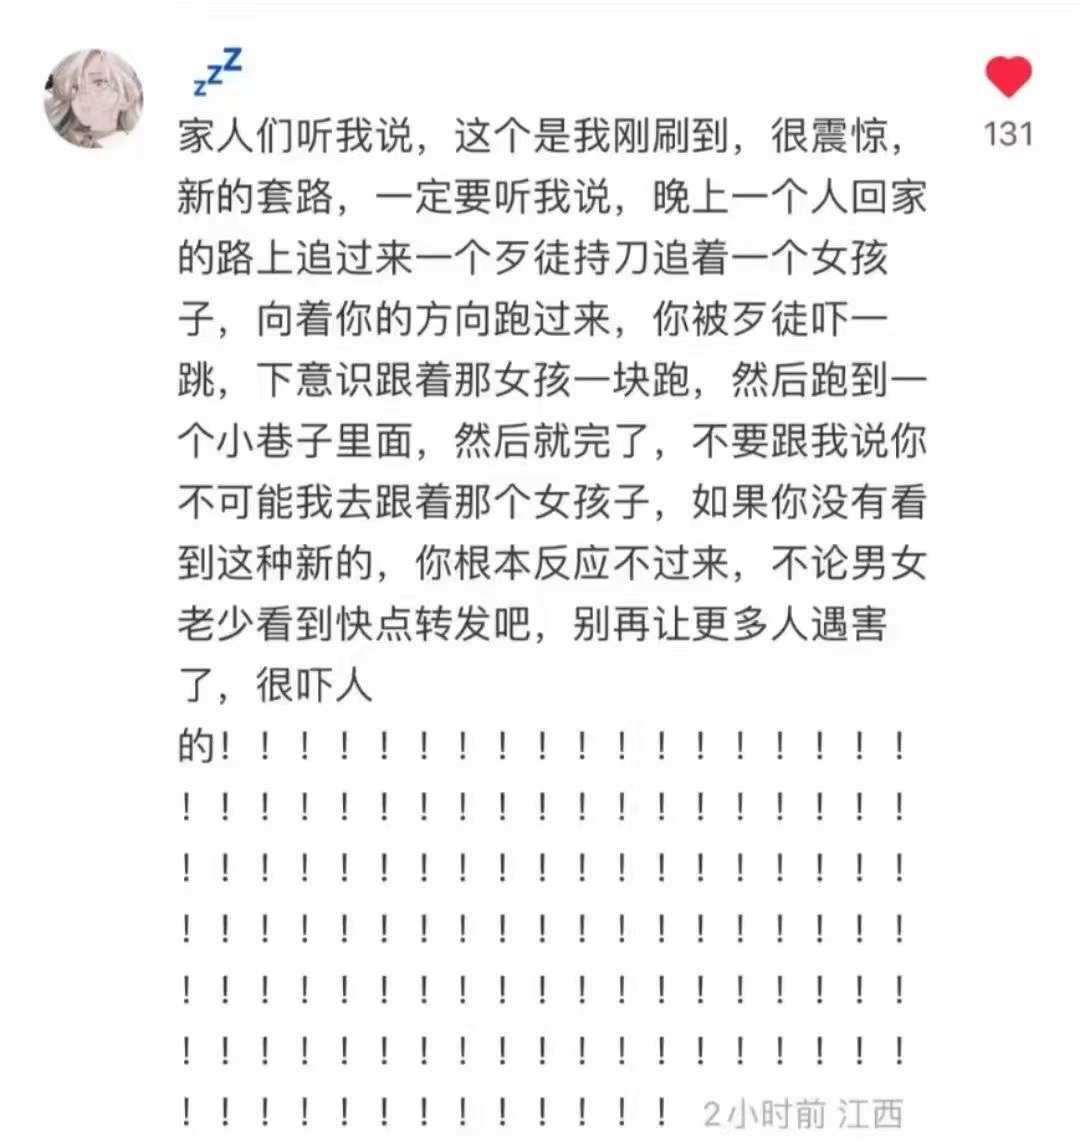 💤
131
家人们听我说，这个是我刚刷到，很震惊，
新的套路，一定要听我说，晚上一个人回家
的路上追过来一个歹徒持刀追着一个女孩
子，向着你的方向跑过来，你被歹徒吓一
跳，下意识跟着那女孩一块跑，然后跑到一
个小巷子里面，然后就完了，不要跟我说你
不可能我去跟着那个女孩子，如果你没有看
到这种新的，你根本反应不过来，不论男女
老少看到快点转发吧，别再让更多人遇害
了，很吓人
的！！！！！！！！！！！！！！！！！！
！！！！！！！！！！！！！！！！！！！
！！！！！！！！！！！！！！！！！！！
！！！！！！！！！！！！！！！！！！！
！！！！！！！！！！！！！！！！！！！
！！！！！！！！！！！！！！！！！！！
！！！！！！！！！！！！！ 2小时前 江西